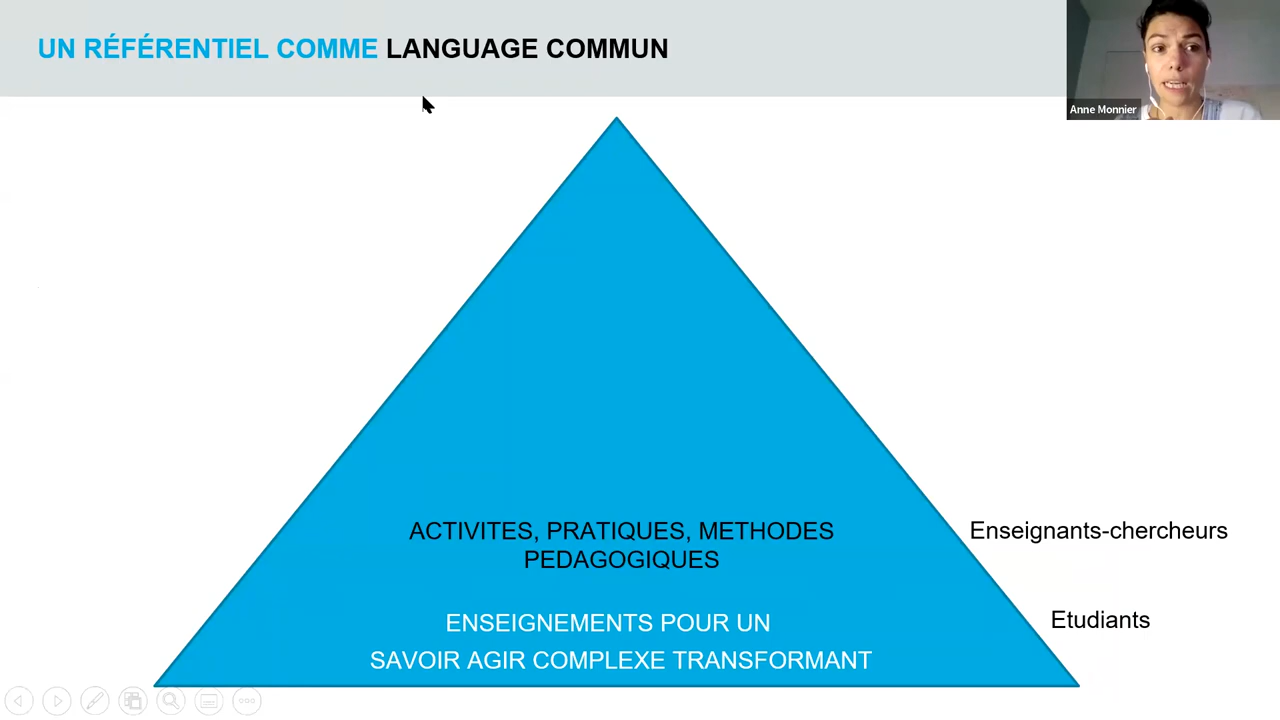 UN RÉFÉRENTIEL COMME LANGUAGE COMMUN
Anne Monnier
ACTIVITES, PRATIQUES, METHODES
PEDAGOGIQUES
Enseignants-chercheurs
ENSEIGNEMENTS POUR UN
SAVOIR AGIR COMPLEXE TRANSFORMANT
Etudiants